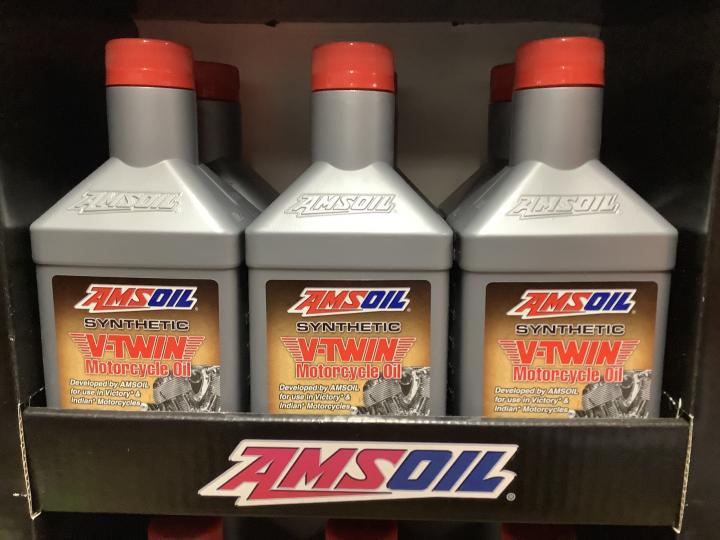 AMSOIL
AMSOIL
SYNTHETIC
V-TWIN
Motorcycle Oil
Developed by AMSOIL
for use in Victory* &
Indian* Motorcycles
AMSOIL
AMSOIL
SYNTHETIC
V-TWIN
Motorcycle Oil
Developed by AMSOIL
for use in Victory* &
Indian* Motorcycles
AMSOIL
AMSOIL
SYNTHETIC
V-TWIN
Motorcycle Oil
Developed by AMSOIL
for use in Victory* &
Indian* Motorcycles
AMSOIL®